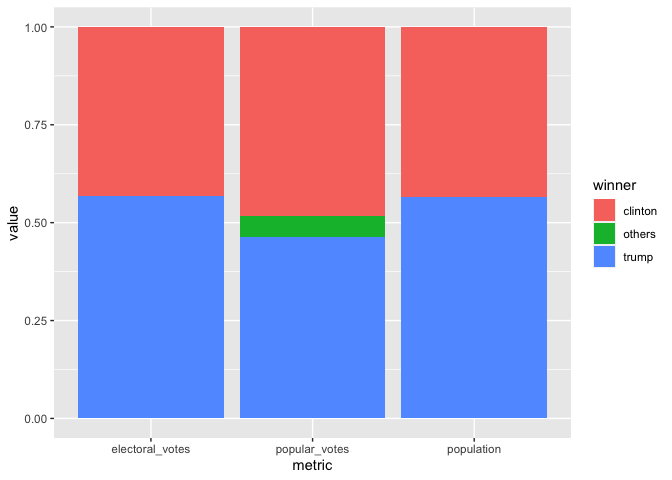 1.00
0.75
0.50
0.25
0.00
value
electoral_votes popular_votes population
metric
winner
clinton
others
trump